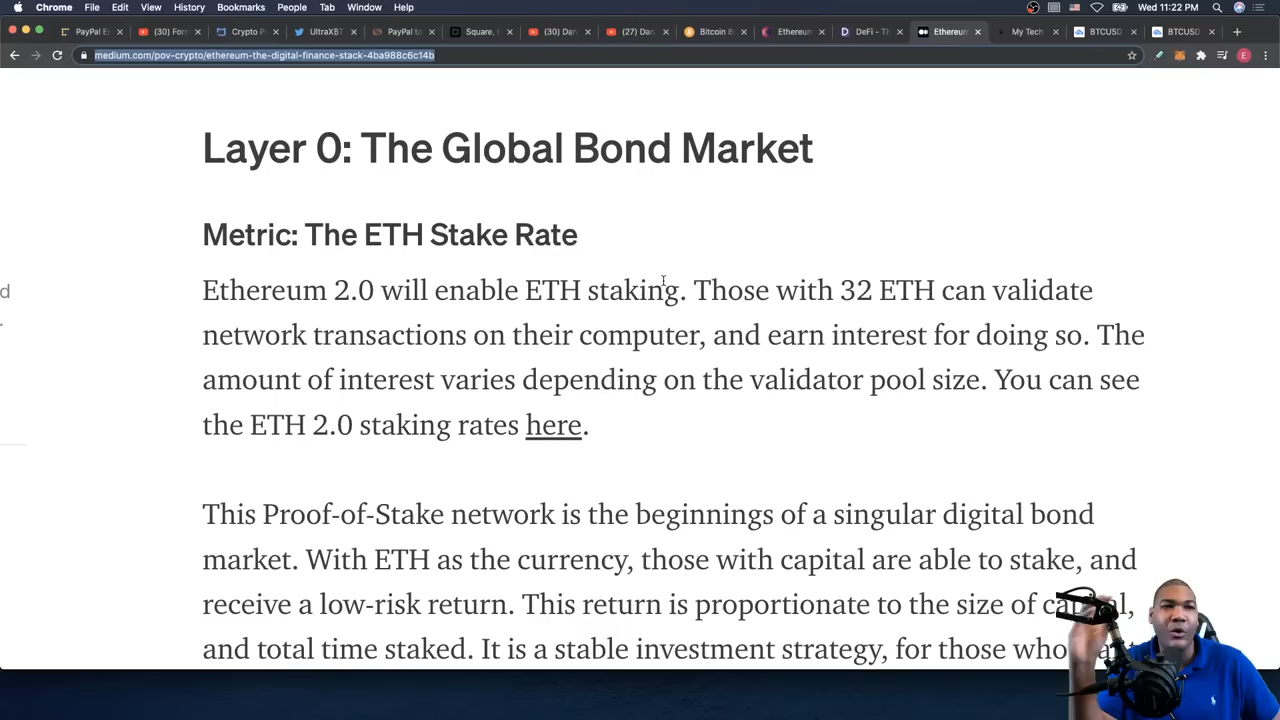 Chrome File Edit View History Bookmarks People Tab Window Help Wed 11:22 PM
PayPal E (30) Fon Crypto P UltraXBT PayPal to Square, (30) Dan (27) Dan Bitcoin B Ethereum DeFi - Th Ethereum My Tech BTCUSD BTCUSD
medium.com/pov-crypto/ethereum-the-digital-finance-stack-4ba988c6c14b E
Layer 0: The Global Bond Market
Metric: The ETH Stake Rate
d
Ethereum 2.0 will enable ETH staking. Those with 32 ETH can validate
network transactions on their computer, and earn interest for doing so. The
amount of interest varies depending on the validator pool size. You can see
the ETH 2.0 staking rates here.
This Proof-of-Stake network is the beginnings of a singular digital bond
market. With ETH as the currency, those with capital are able to stake, and
receive a low-risk return. This return is proportionate to the size of capital,
and total time staked. It is a stable investment strategy, for those who